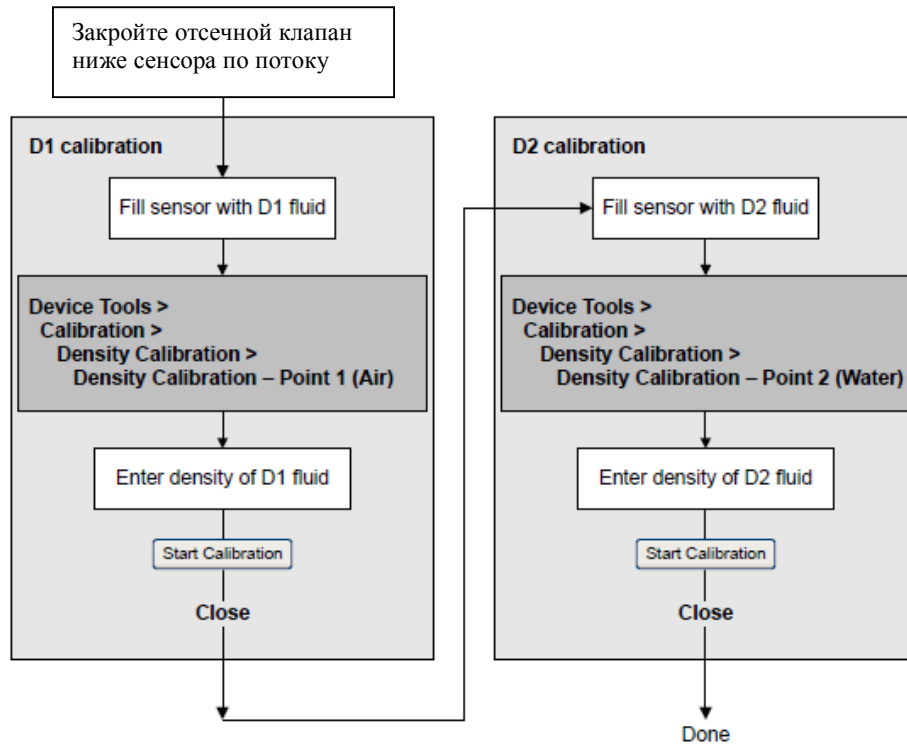 Закройте отсечной клапан
ниже сенсора по потоку
D1 calibration
Fill sensor with D1 fluid
Device Tools >
Calibration >
Density Calibration >
Density Calibration – Point 1 (Air)
Enter density of D1 fluid
Start Calibration
Close
D2 calibration
Fill sensor with D2 fluid
Device Tools >
Calibration >
Density Calibration >
Density Calibration – Point 2 (Water)
Enter density of D2 fluid
Start Calibration
Close
Done